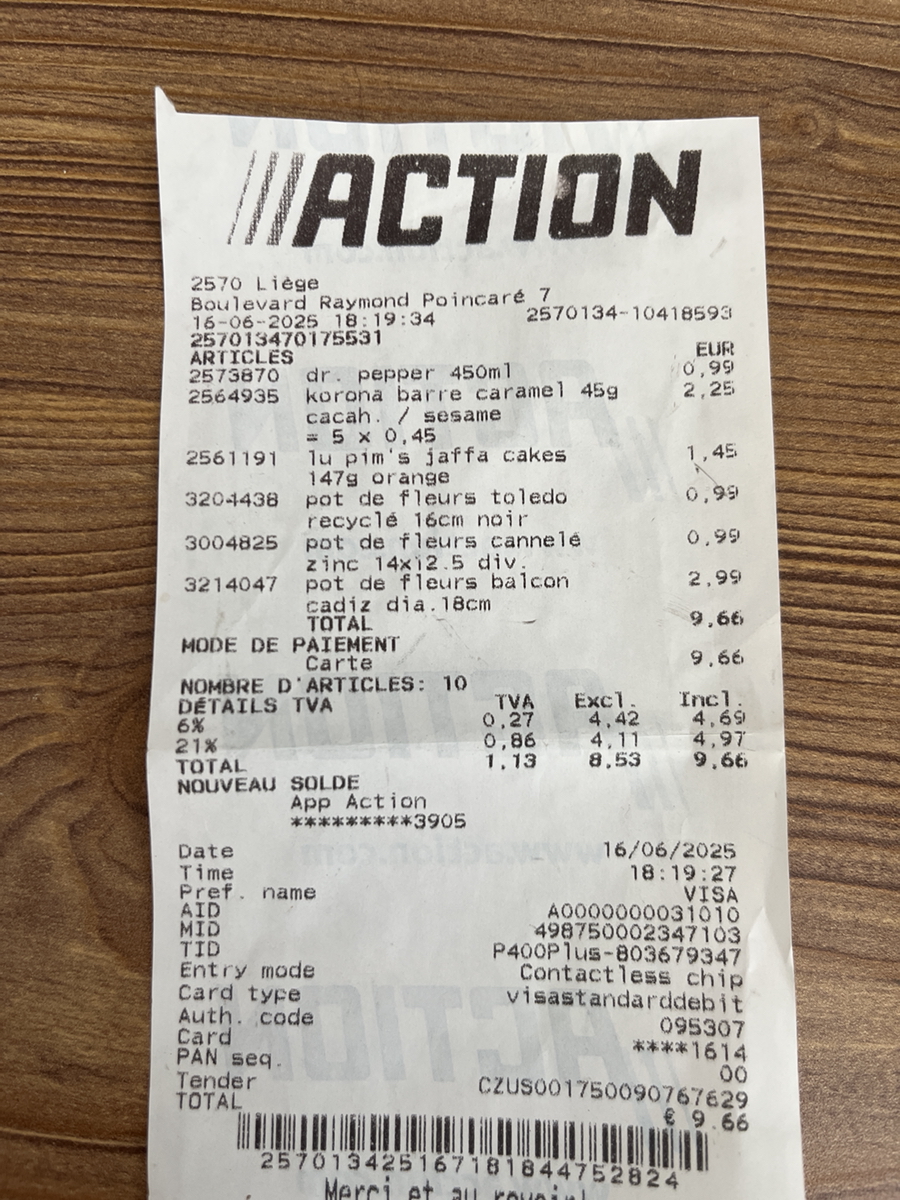 ACTION
2570 Liège
Boulevard Raymond Poincaré 7
16-06-2025 18:19:34 2570134-10418593
257013470175531
ARTICLES EUR
2573870 dr. pepper 450ml 0,99
2564935 korona barre caramel 45g 2,25
cacah. / sesame
= 5 x 0,45
2561191 lu pim's jaffa cakes 1,45
147g orange
3204438 pot de fleurs toledo 0,99
recyclé 16cm noir
3004825 pot de fleurs cannelé 0,99
zinc 14x12.5 div.
3214047 pot de fleurs balcon 2,99
cadiz dia.18cm
TOTAL 9,66
MODE DE PAIEMENT
Carte 9,66
NOMBRE D'ARTICLES: 10
DÉTAILS TVA TVA Excl. Incl.
6% 0,27 4,42 4,69
21% 0,86 4,11 4,97
TOTAL 1,13 8,53 9,66
NOUVEAU SOLDE
App Action
*********3905
Date 16/06/2025
Time 18:19:27
Pref. name VISA
AID A0000000031010
MID 498750002347103
TID P400Plus-803679347
Entry mode Contactless chip
Card type visastandarddebit
Auth. code 095307
Card ****1614
PAN seq. 00
Tender CZUS001750090767629
TOTAL € 9.66
257013425167181844752824
Merci et au revoir!